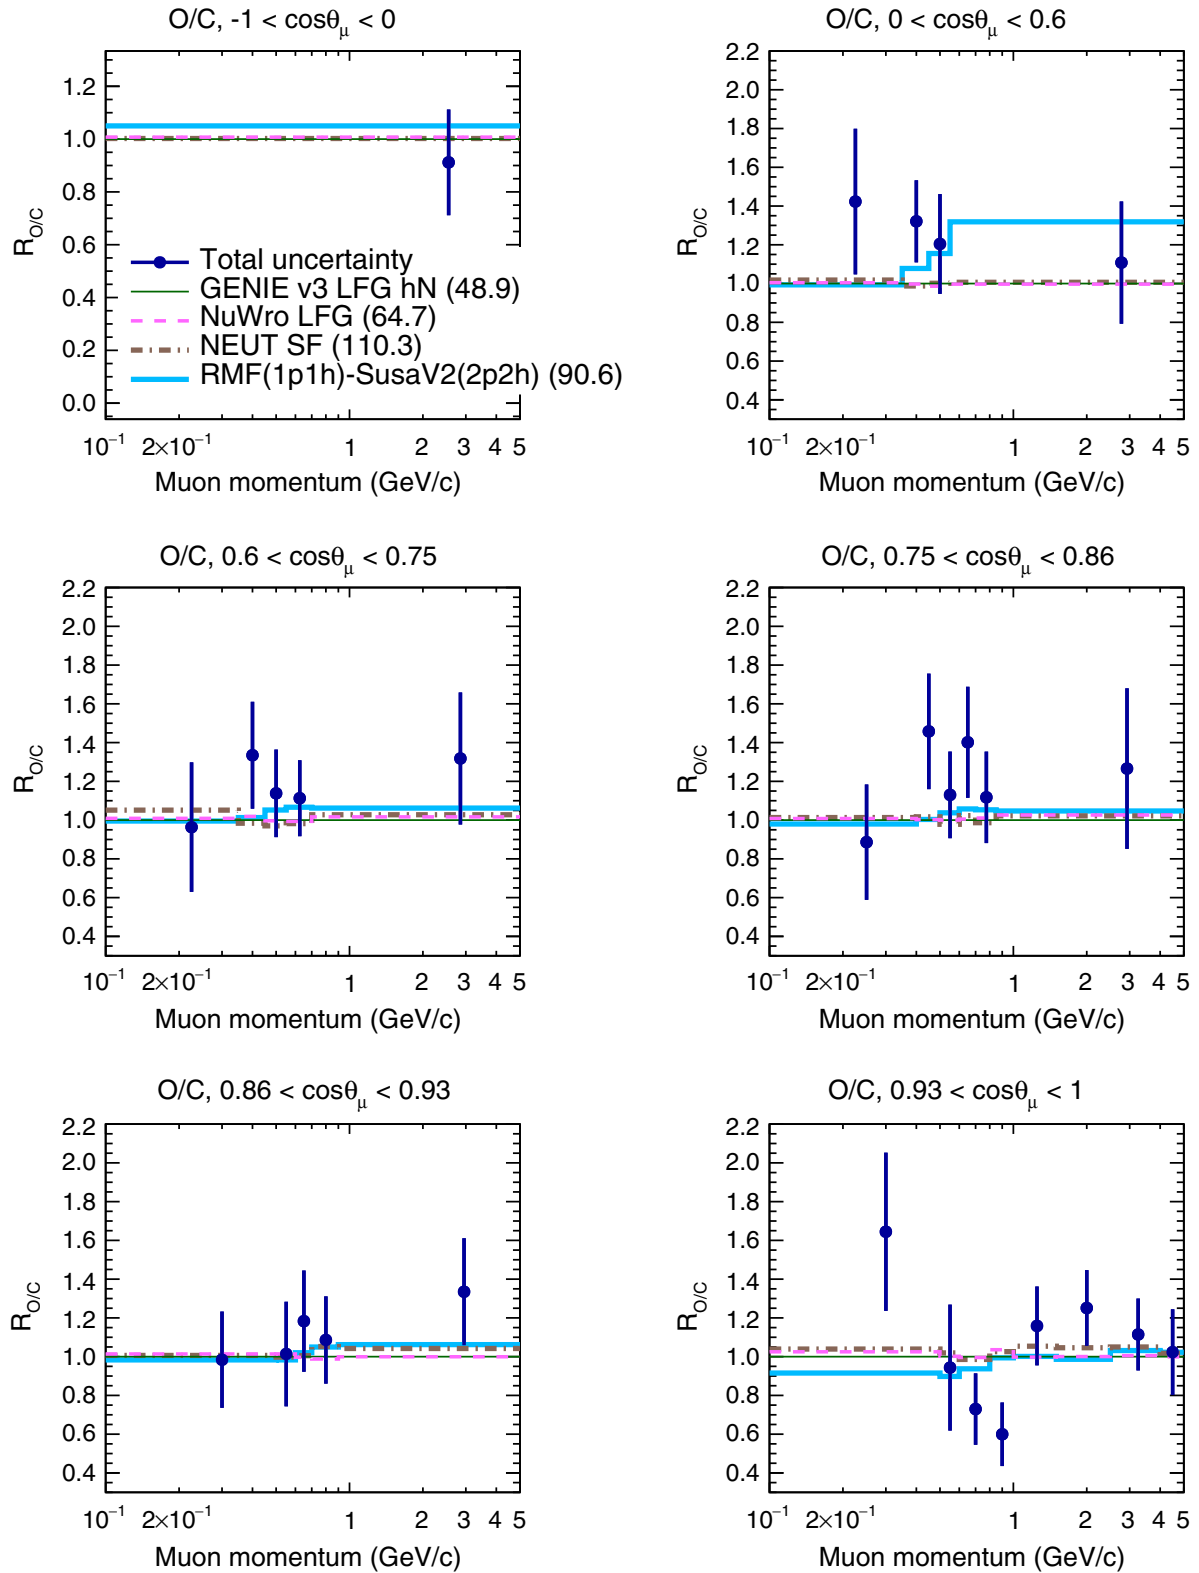 O/C, -1 < cosθμ < 0
R_O/C
1.2
1.0
0.8
0.6
0.4
0.2
0.0
Total uncertainty
GENIE v3 LFG hN (48.9)
NuWro LFG (64.7)
NEUT SF (110.3)
RMF(1p1h)-SusaV2(2p2h) (90.6)
10⁻¹ 2×10⁻¹ 1 2 3 4 5
Muon momentum (GeV/c)
O/C, 0 < cosθμ < 0.6
R_O/C
2.2
2.0
1.8
1.6
1.4
1.2
1.0
0.8
0.6
0.4
10⁻¹ 2×10⁻¹ 1 2 3 4 5
Muon momentum (GeV/c)
O/C, 0.6 < cosθμ < 0.75
R_O/C
2.2
2.0
1.8
1.6
1.4
1.2
1.0
0.8
0.6
0.4
10⁻¹ 2×10⁻¹ 1 2 3 4 5
Muon momentum (GeV/c)
O/C, 0.75 < cosθμ < 0.86
R_O/C
2.2
2.0
1.8
1.6
1.4
1.2
1.0
0.8
0.6
0.4
10⁻¹ 2×10⁻¹ 1 2 3 4 5
Muon momentum (GeV/c)
O/C, 0.86 < cosθμ < 0.93
R_O/C
2.2
2.0
1.8
1.6
1.4
1.2
1.0
0.8
0.6
0.4
10⁻¹ 2×10⁻¹ 1 2 3 4 5
Muon momentum (GeV/c)
O/C, 0.93 < cosθμ < 1
R_O/C
2.2
2.0
1.8
1.6
1.4
1.2
1.0
0.8
0.6
0.4
10⁻¹ 2×10⁻¹ 1 2 3 4 5
Muon momentum (GeV/c)